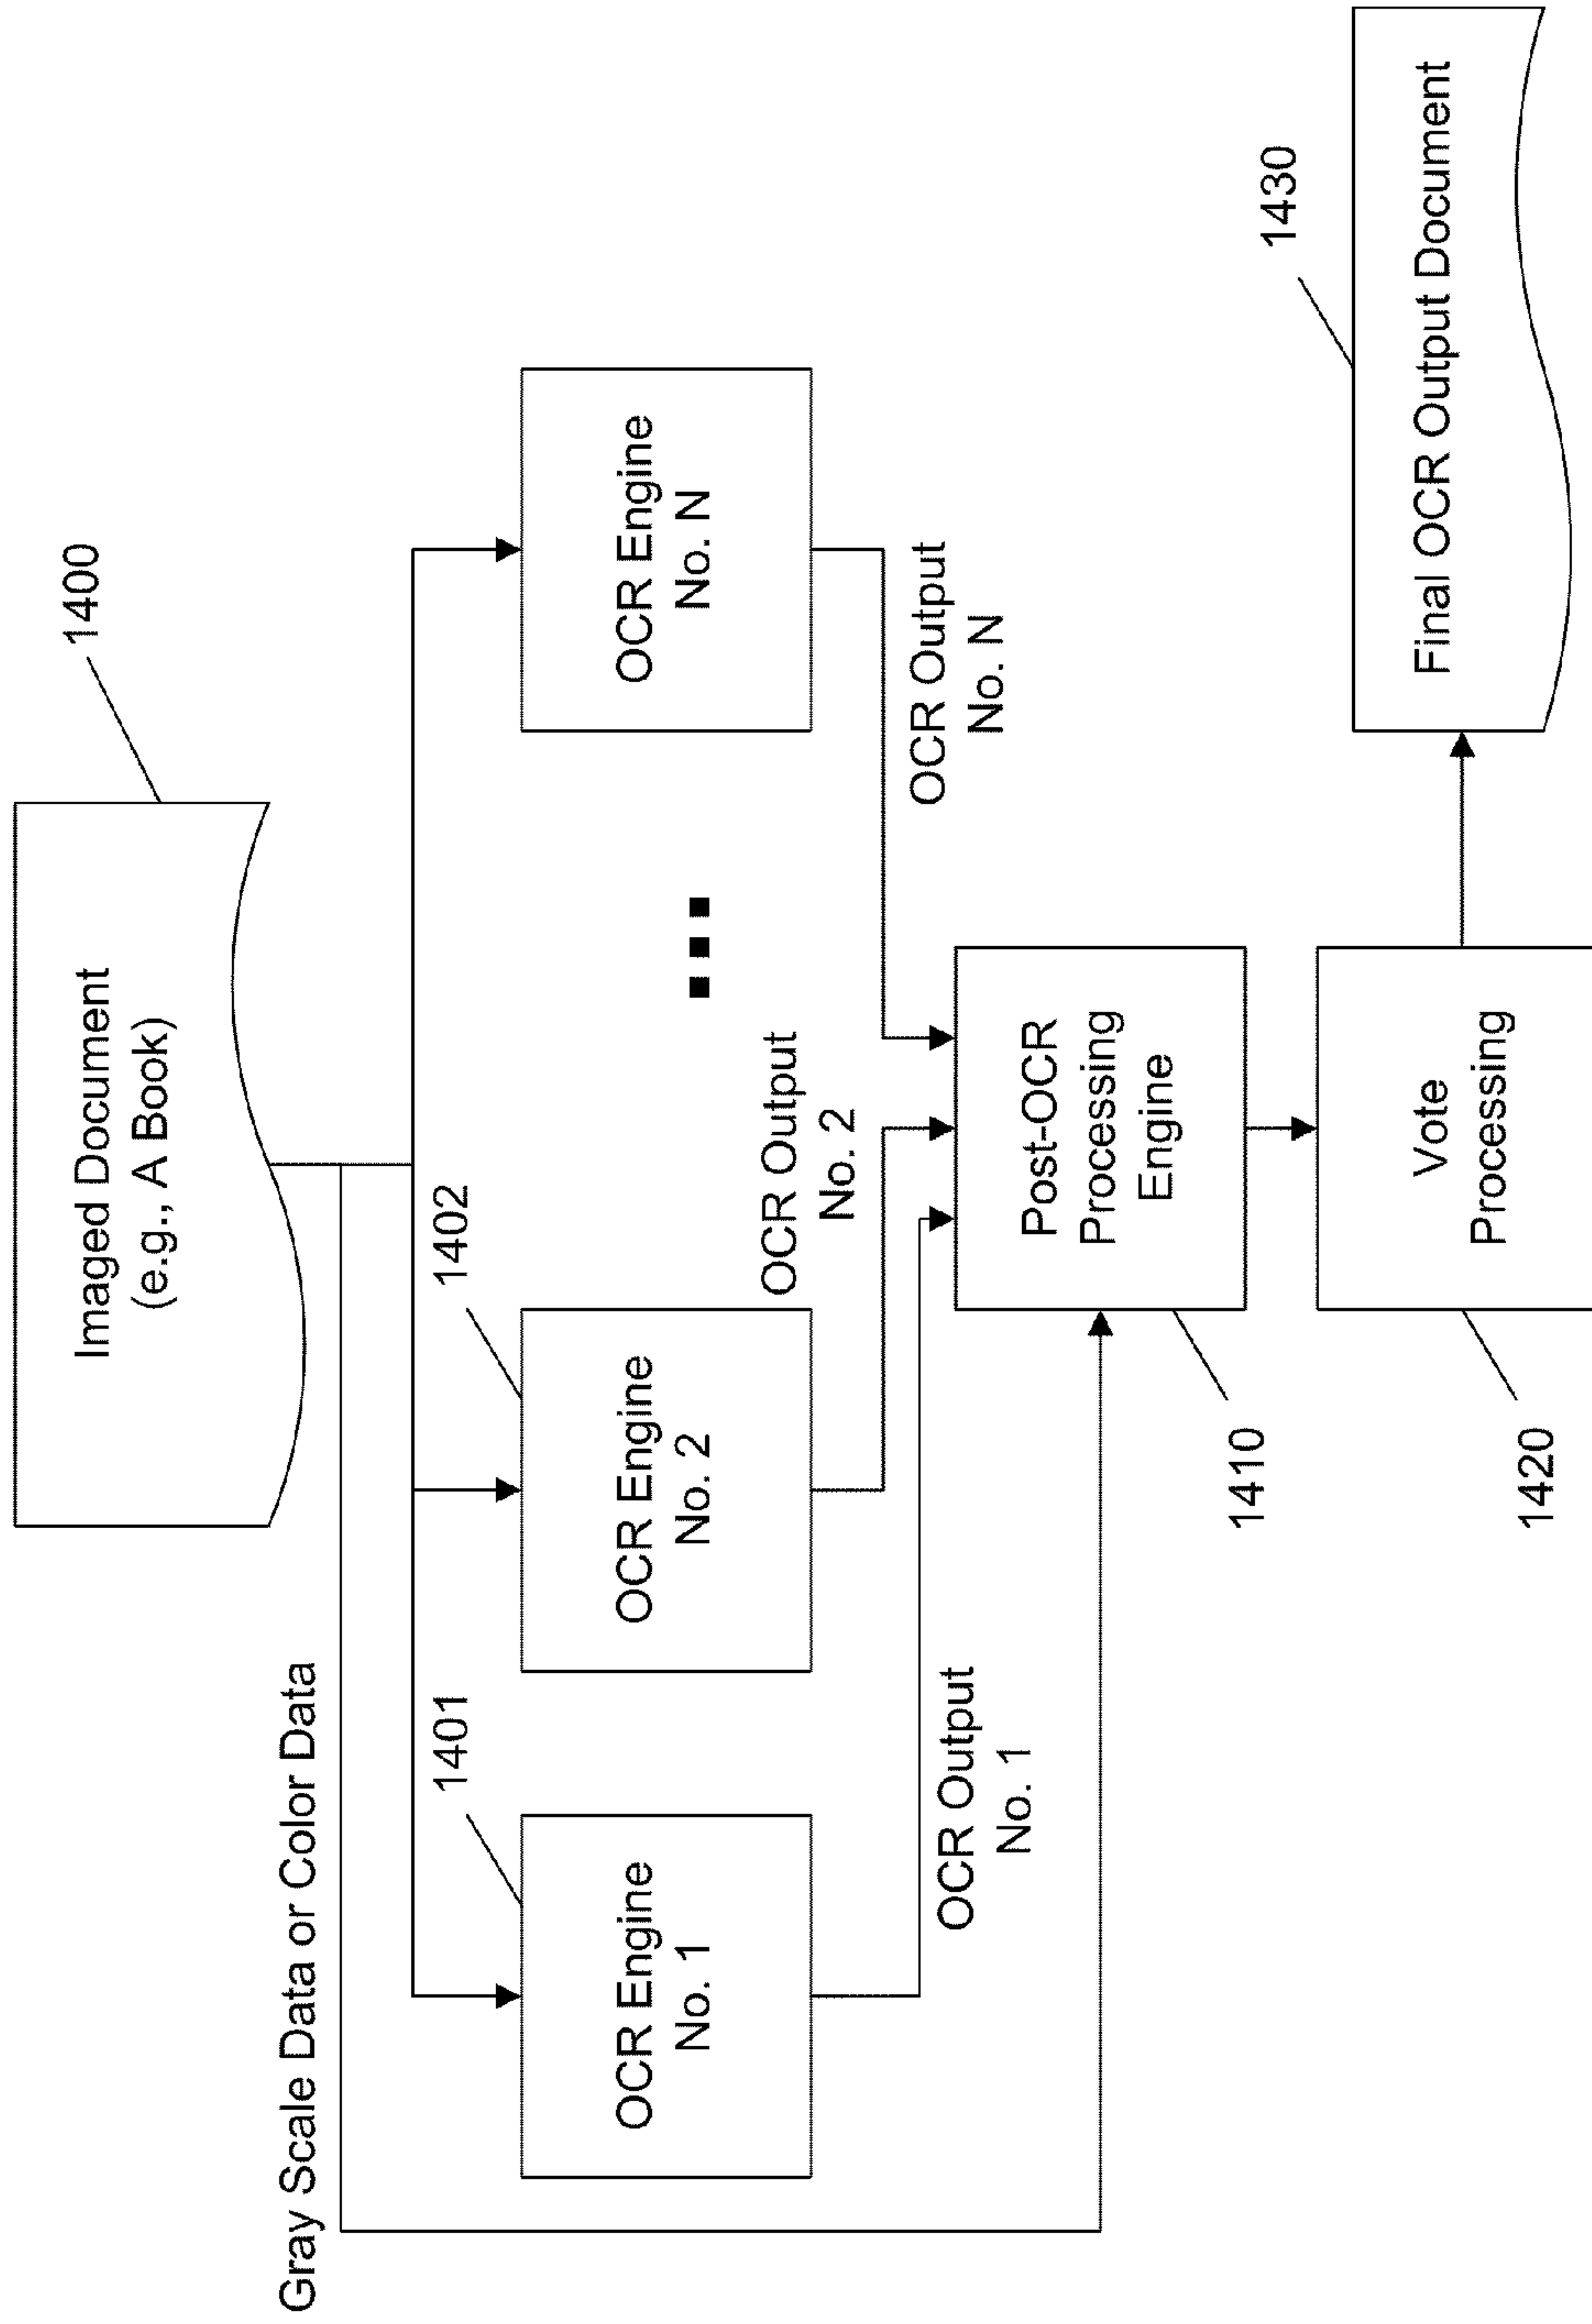 1400
Imaged Document
(e.g., A Book)
Gray Scale Data or Color Data
1401
1402
OCR Engine
No. 1
OCR Engine
No. 2
OCR Engine
No. N
OCR Output
No. 2
OCR Output
No. N
OCR Output
No. 1
Post-OCR
Processing
Engine
1410
1430
Vote
Processing
1420
Final OCR Output Document